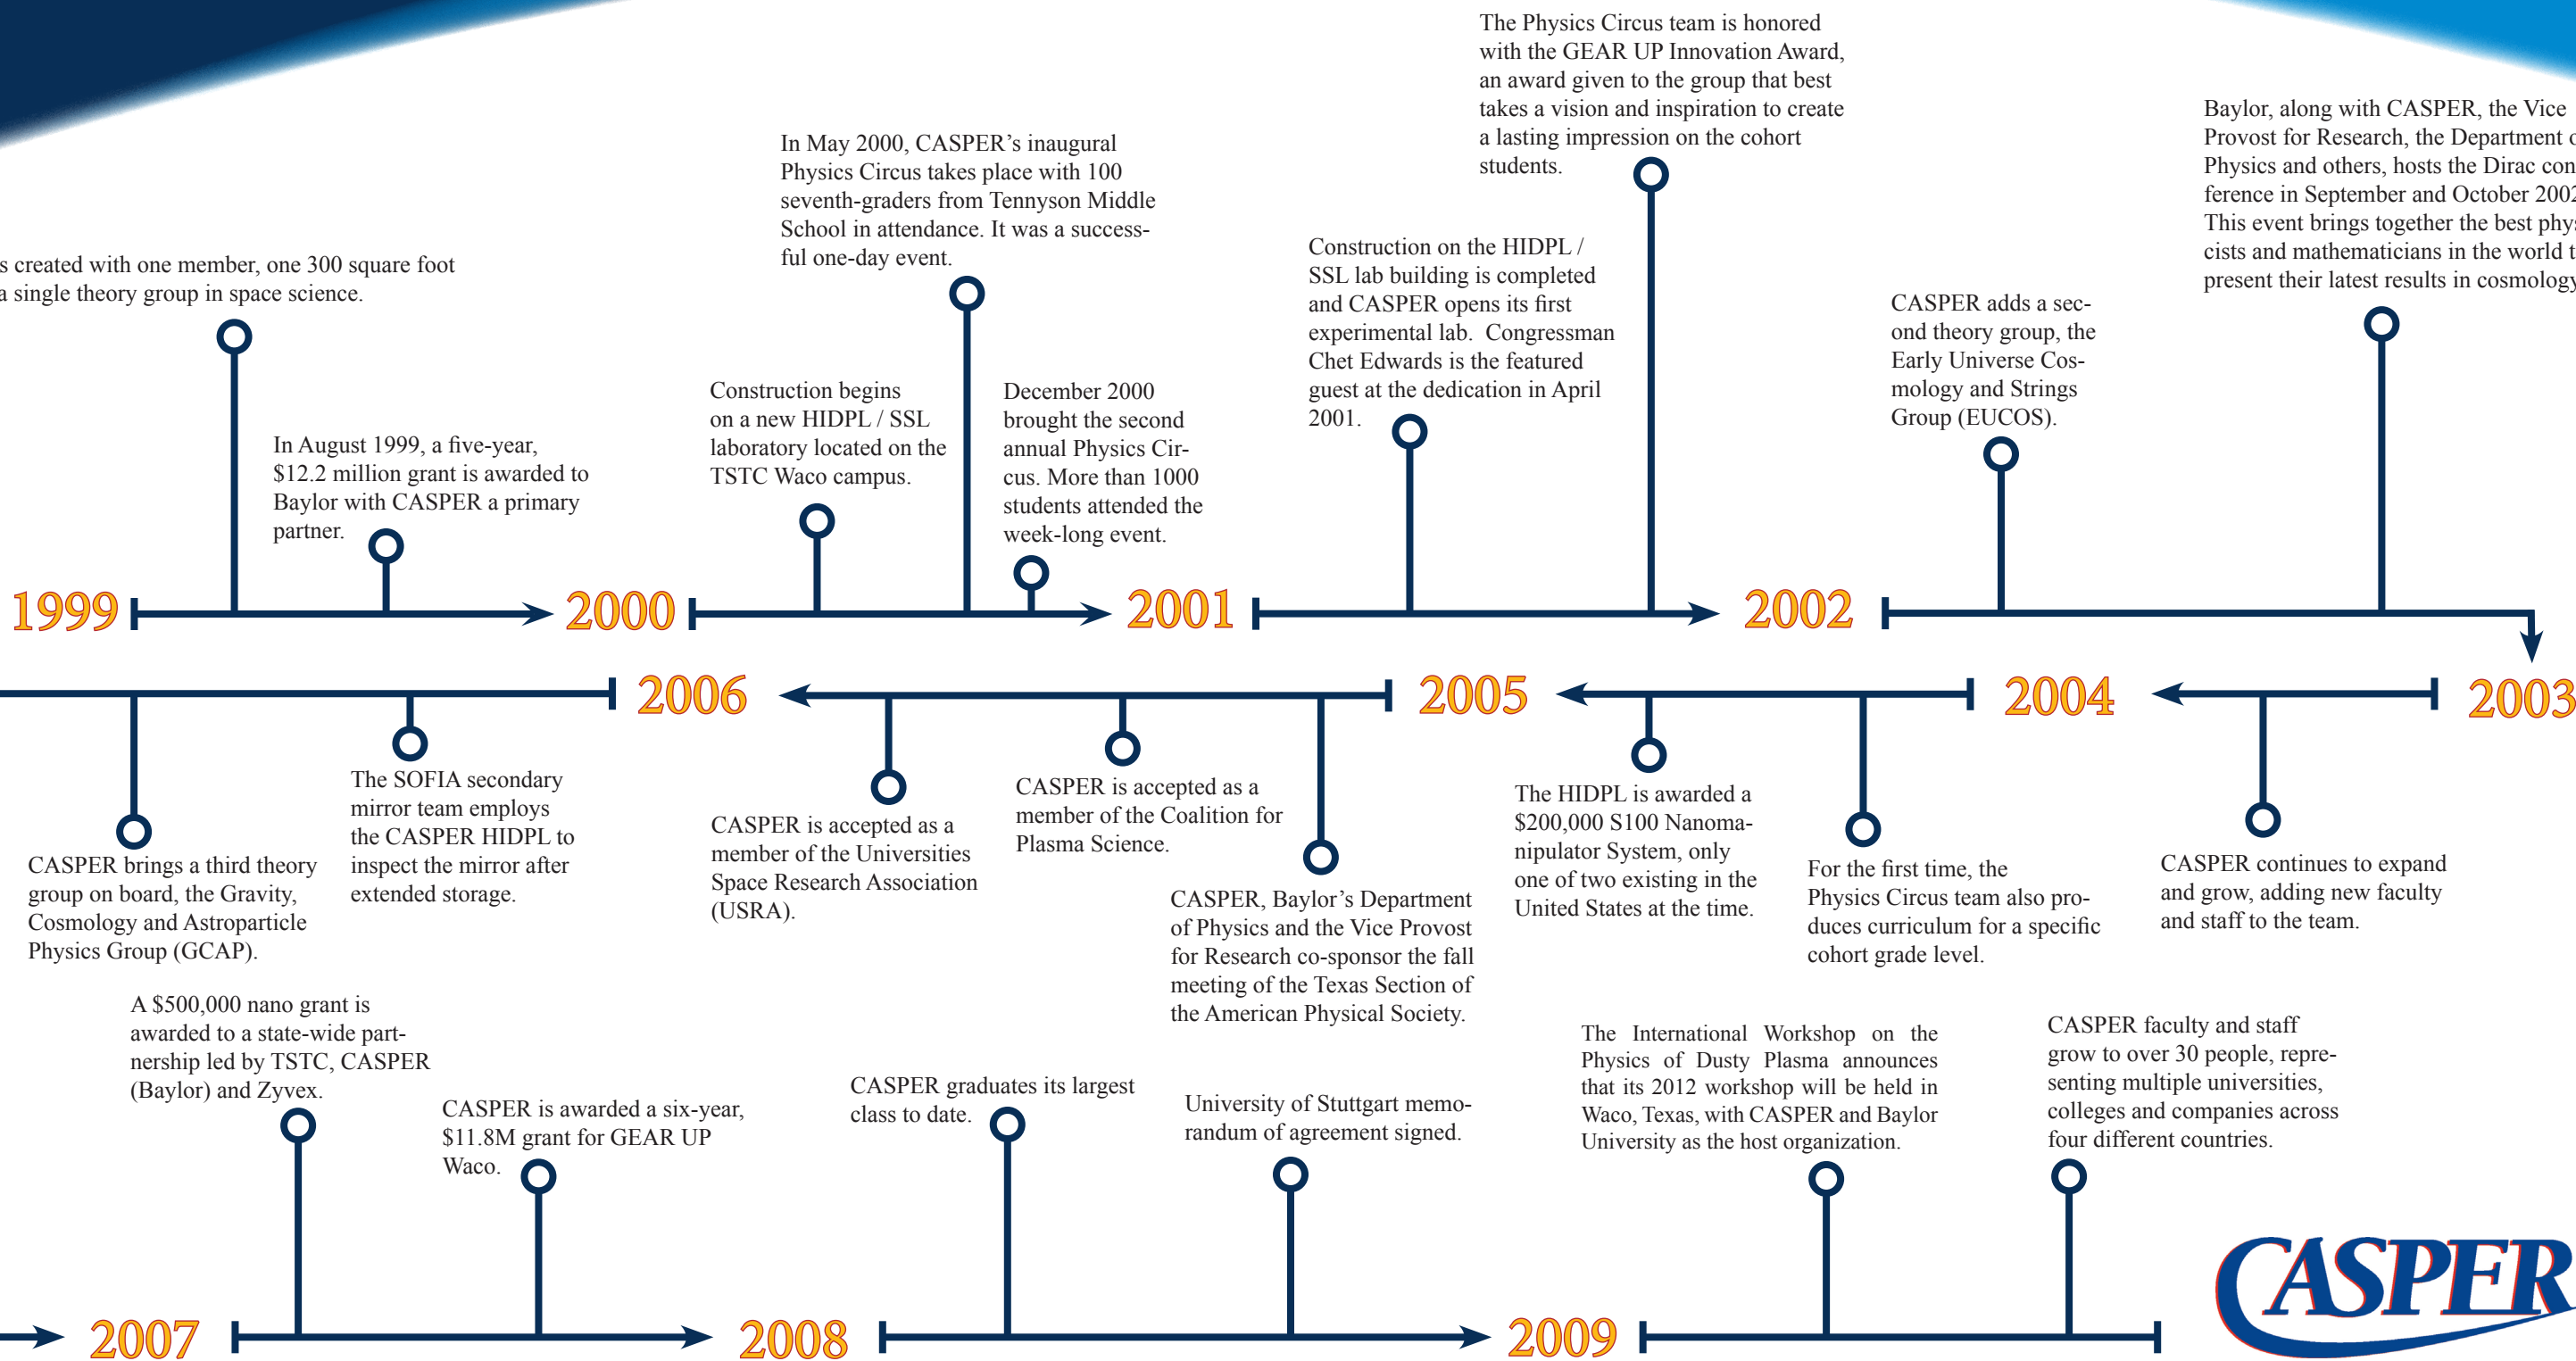 s created with one member, one 300 square foot
a single theory group in space science.
In August 1999, a five-year,
$12.2 million grant is awarded to
Baylor with CASPER a primary
partner.
Construction begins
on a new HIDPL / SSL
laboratory located on the
TSTC Waco campus.
In May 2000, CASPER’s inaugural
Physics Circus takes place with 100
seventh-graders from Tennyson Middle
School in attendance. It was a success-
ful one-day event.
December 2000
brought the second
annual Physics Cir-
cus. More than 1000
students attended the
week-long event.
Construction on the HIDPL /
SSL lab building is completed
and CASPER opens its first
experimental lab.  Congressman
Chet Edwards is the featured
guest at the dedication in April
2001.
The Physics Circus team is honored
with the GEAR UP Innovation Award,
an award given to the group that best
takes a vision and inspiration to create
a lasting impression on the cohort
students.
CASPER adds a sec-
ond theory group, the
Early Universe Cos-
mology and Strings
Group (EUCOS).
Baylor, along with CASPER, the Vice
Provost for Research, the Department
Physics and others, hosts the Dirac con
ference in September and October 2002
This event brings together the best phys
cists and mathematicians in the world
present their latest results in cosmology
1999
2000
2001
2002
2006
2005
2004
2003
CASPER brings a third theory
group on board, the Gravity,
Cosmology and Astroparticle
Physics Group (GCAP).
The SOFIA secondary
mirror team employs
the CASPER HIDPL to
inspect the mirror after
extended storage.
CASPER is accepted as a
member of the Universities
Space Research Association
(USRA).
CASPER is accepted as a
member of the Coalition for
Plasma Science.
CASPER, Baylor’s Department
of Physics and the Vice Provost
for Research co-sponsor the fall
meeting of the Texas Section of
the American Physical Society.
The HIDPL is awarded a
$200,000 S100 Nanoma-
nipulator System, only
one of two existing in the
United States at the time.
For the first time, the
Physics Circus team also pro-
duces curriculum for a specific
cohort grade level.
CASPER continues to expand
and grow, adding new faculty
and staff to the team.
A $500,000 nano grant is
awarded to a state-wide part-
nership led by TSTC, CASPER
(Baylor) and Zyvex.
CASPER is awarded a six-year,
$11.8M grant for GEAR UP
Waco.
CASPER graduates its largest
class to date.
University of Stuttgart memo-
randum of agreement signed.
The International Workshop on the
Physics of Dusty Plasma announces
that its 2012 workshop will be held in
Waco, Texas, with CASPER and Baylor
University as the host organization.
CASPER faculty and staff
grow to over 30 people, repre-
senting multiple universities,
colleges and companies across
four different countries.
2007
2008
2009
CASPER